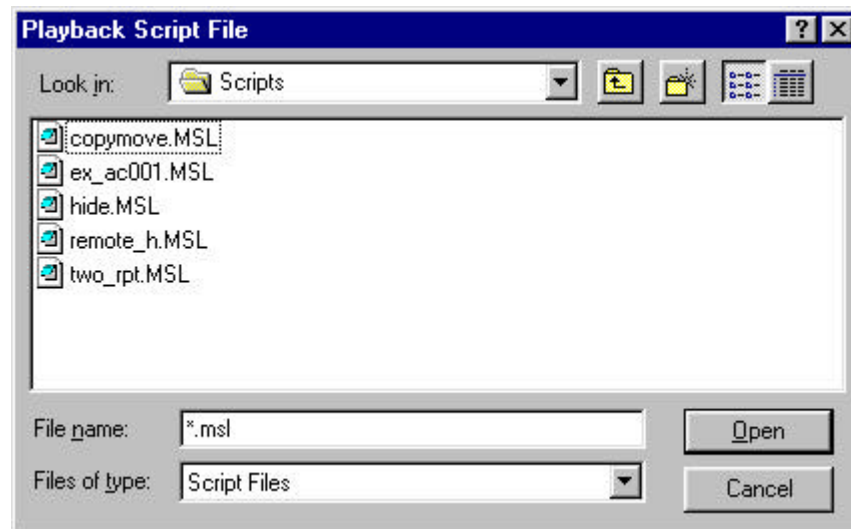 Playback Script File
Look in: Scripts
copymove.MSL
ex_ac001.MSL
hide.MSL
remote_h.MSL
two_rpt.MSL
File name: *.msl Open
Files of type: Script Files Cancel